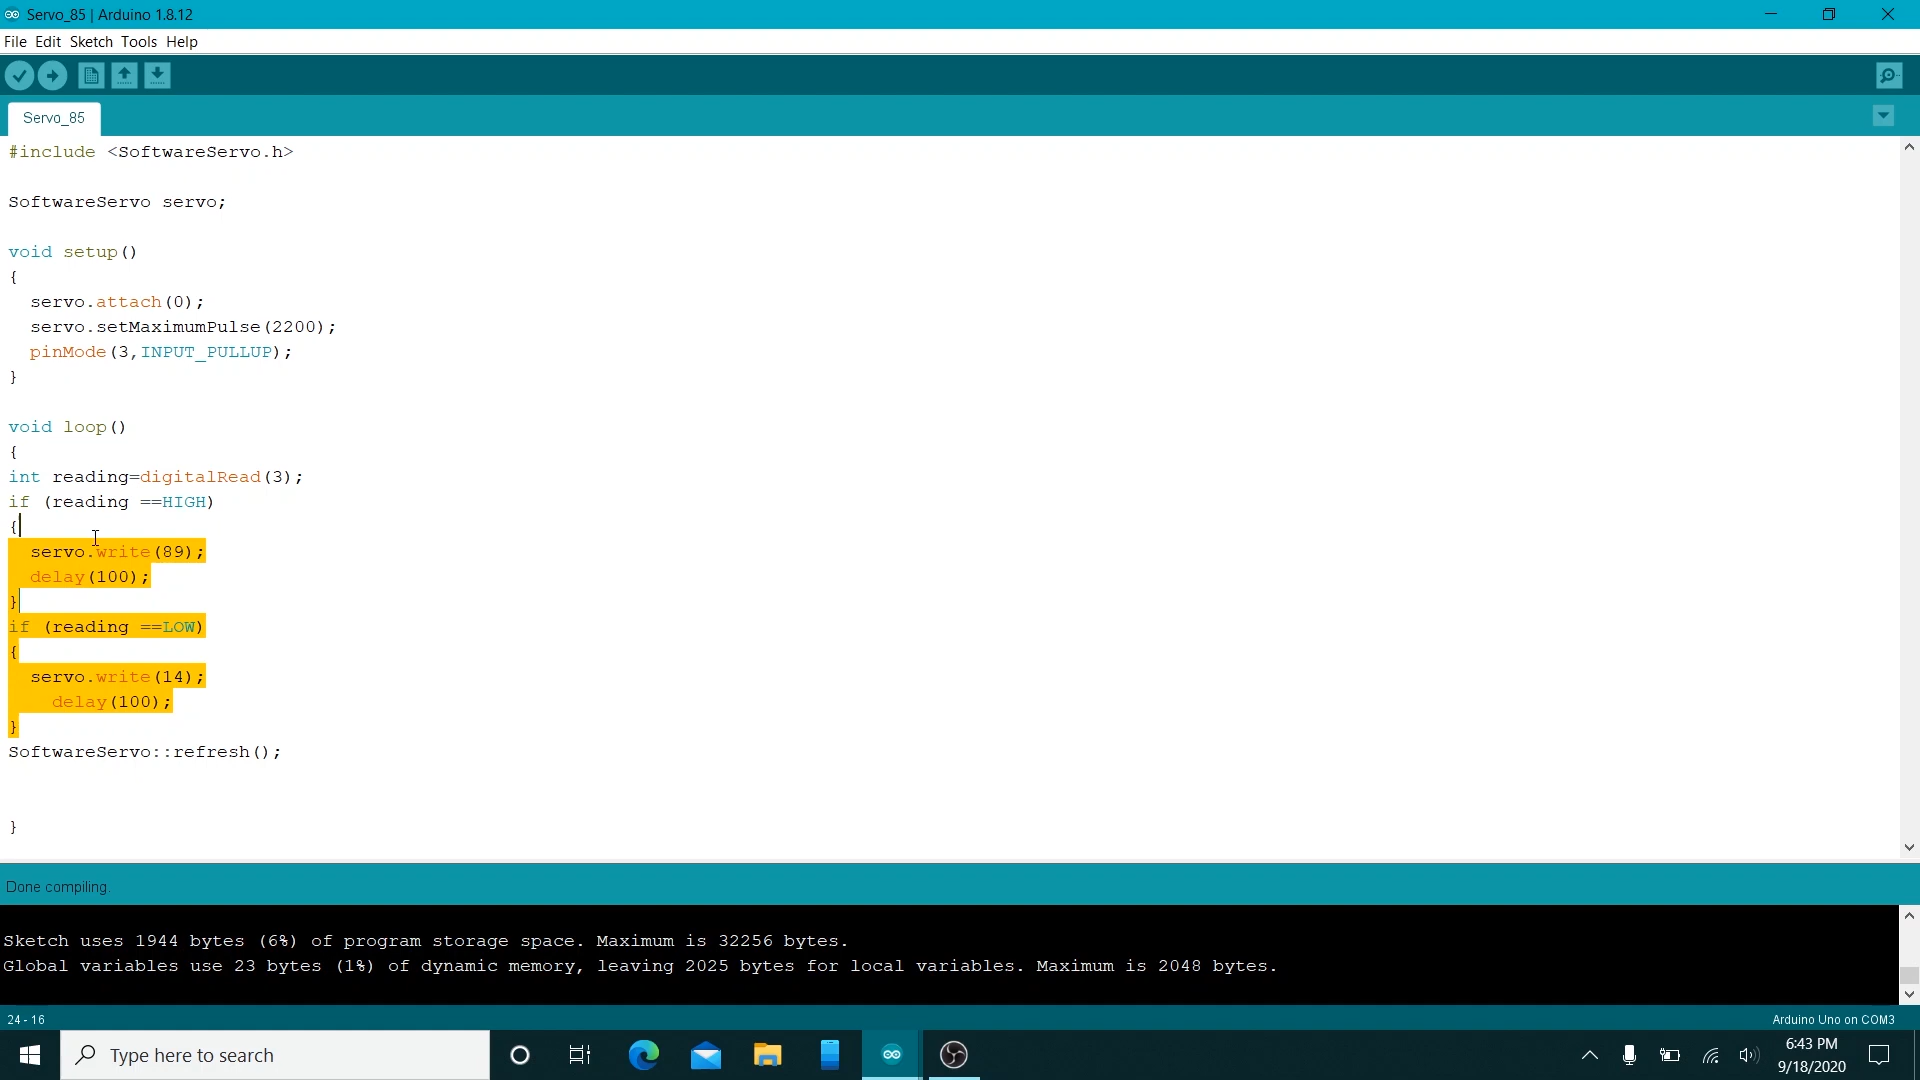 Servo_85 | Arduino 1.8.12
File Edit Sketch Tools Help
Servo_85
#include <SoftwareServo.h>
SoftwareServo servo;
void setup()
{
  servo.attach(0);
  servo.setMaximumPulse(2200);
  pinMode(3,INPUT_PULLUP);
}
void loop()
{
int reading=digitalRead(3);
if (reading ==HIGH)
{
  servo.write(89);
  delay(100);
}
if (reading ==LOW)
{
  servo.write(14);
    delay(100);
}
SoftwareServo::refresh();
}
Done compiling.
Sketch uses 1944 bytes (6%) of program storage space. Maximum is 32256 bytes.
Global variables use 23 bytes (1%) of dynamic memory, leaving 2025 bytes for local variables. Maximum is 2048 bytes.
24 - 16
Arduino Uno on COM3
Type here to search
6:43 PM
9/18/2020